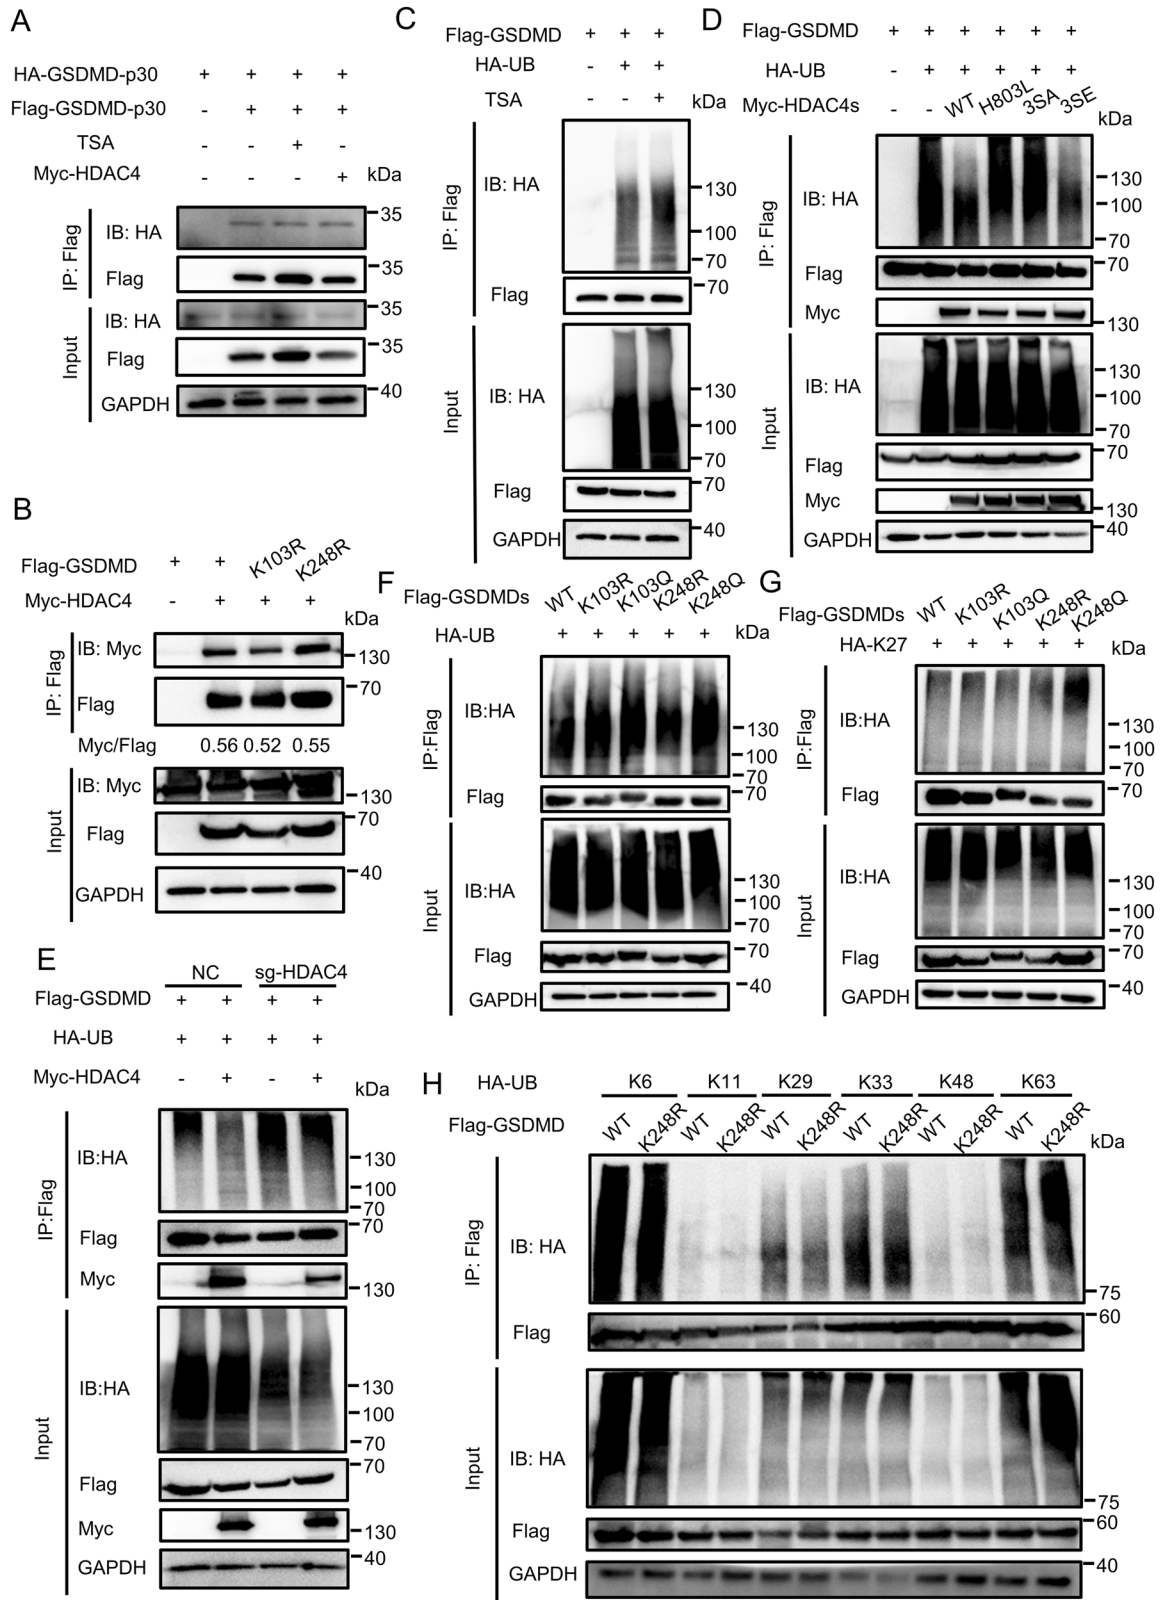 A
HA-GSDMD-p30 + + + +
Flag-GSDMD-p30 - + + +
TSA - - + -
Myc-HDAC4 - - - + kDa
IP: Flag
IB: HA 35
Flag 35
Input
IB: HA 35
Flag 35
GAPDH 40
B
Flag-GSDMD + + K103R K248R
Myc-HDAC4 - + + +
kDa
IP: Flag
IB: Myc 130
Flag 70
Myc/Flag 0.56 0.52 0.55
Input
IB: Myc 130
Flag 70
GAPDH 40
C
Flag-GSDMD + + +
HA-UB - + +
TSA - - + kDa
IP: Flag
IB: HA 130
100
70
Flag 70
Input
IB: HA 130
100
70
Flag 70
GAPDH 40
D
Flag-GSDMD + + + + + +
HA-UB - + + + + +
Myc-HDAC4s - - WT H803L 3SA 3SE
kDa
IP: Flag
IB: HA 130
100
70
Flag 70
Myc 130
Input
IB: HA 130
100
70
Flag 70
Myc 130
GAPDH 40
E
NC sg-HDAC4
Flag-GSDMD + + + +
HA-UB + + + +
Myc-HDAC4 - + - +
kDa
IP:Flag
IB:HA 130
100
70
Flag 70
Myc 130
Input
IB:HA 130
100
70
Flag 70
Myc 130
GAPDH 40
F
Flag-GSDMDs WT K103R K103Q K248R K248Q
HA-UB + + + + + kDa
IP:Flag
IB:HA 130
100
70
Flag 70
Input
IB:HA 130
100
70
Flag 70
GAPDH 40
G
Flag-GSDMDs WT K103R K103Q K248R K248Q
HA-K27 + + + + + kDa
IP:Flag
IB:HA 130
100
70
Flag 70
Input
IB:HA 130
100
70
Flag 70
GAPDH 40
H
HA-UB K6 K11 K29 K33 K48 K63
Flag-GSDMD WT K248R WT K248R WT K248R WT K248R WT K248R WT K248R
kDa
IP: Flag
IB: HA 75
Flag 60
Input
IB: HA 75
Flag 60
GAPDH 40